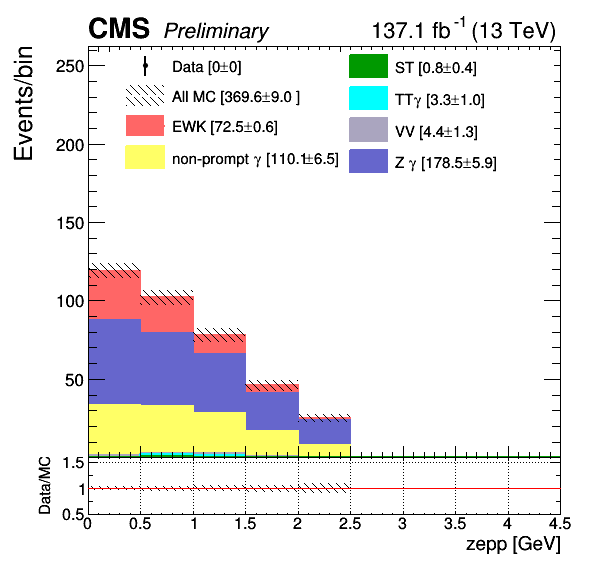 CMS Preliminary 137.1 fb⁻¹ (13 TeV)
Events/bin
250
200
150
100
50
Data [0±0]
All MC [369.6±9.0 ]
EWK [72.5±0.6]
non-prompt γ [110.1±6.5]
ST [0.8±0.4]
TTγ [3.3±1.0]
VV [4.4±1.3]
Z γ [178.5±5.9]
Data/MC
1.5
1
0.5
0 0.5 1 1.5 2 2.5 3 3.5 4 4.5
zepp [GeV]